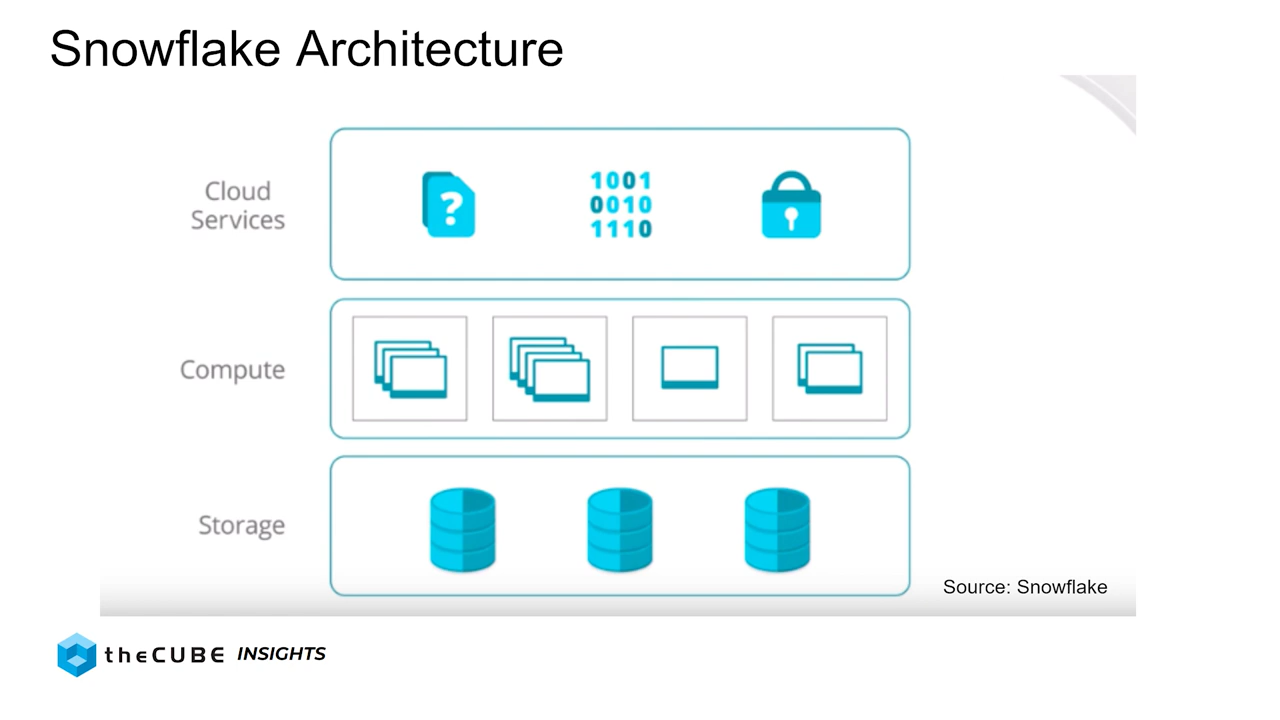 Snowflake Architecture
Cloud
Services
?
1001
0010
1110
Compute
Storage
Source: Snowflake
theCUBE INSIGHTS